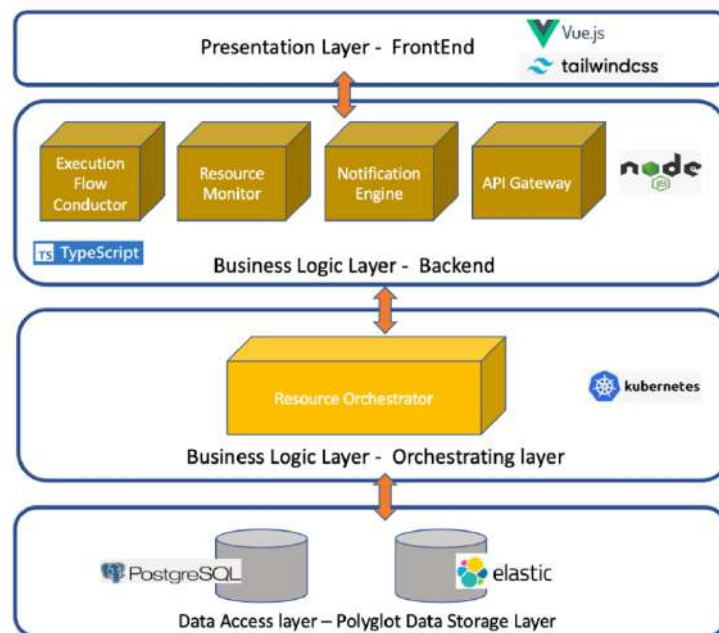 Presentation Layer - FrontEnd
Vue.js
tailwindcss
Execution
Flow
Conductor
Resource
Monitor
Notification
Engine
API Gateway
node
JS
TS TypeScript
Business Logic Layer - Backend
Resource Orchestrator
kubernetes
Business Logic Layer - Orchestrating layer
PostgreSQL
elastic
Data Access layer – Polyglot Data Storage Layer